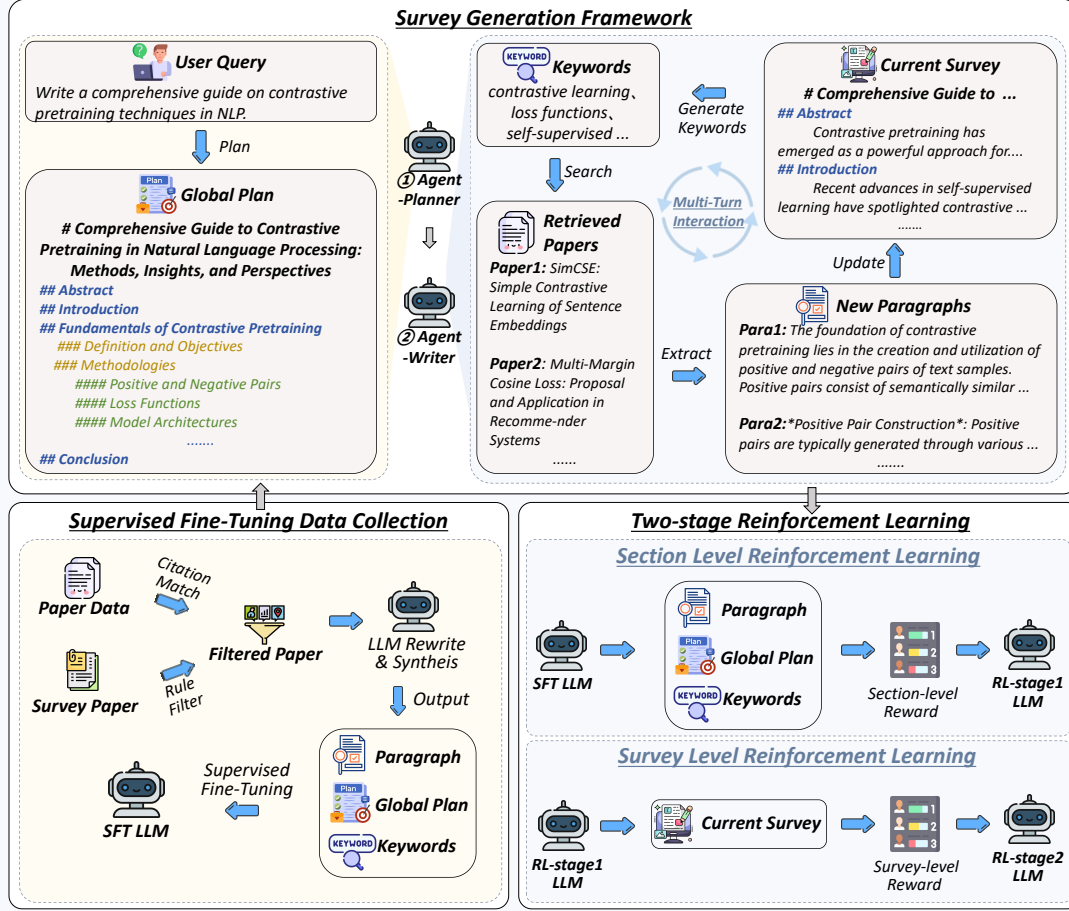 Survey Generation Framework
User Query
Write a comprehensive guide on contrastive
pretraining techniques in NLP.
Plan
Plan
Global Plan
# Comprehensive Guide to Contrastive
Pretraining in Natural Language Processing:
Methods, Insights, and Perspectives
## Abstract
## Introduction
## Fundamentals of Contrastive Pretraining
### Definition and Objectives
### Methodologies
#### Positive and Negative Pairs
#### Loss Functions
#### Model Architectures
.......
## Conclusion
① Agent
-Planner
② Agent
-Writer
KEYWORD
Keywords
contrastive learning、
loss functions、
self-supervised ...
Generate
Keywords
Search
Retrieved
Papers
Paper1: SimCSE:
Simple Contrastive
Learning of Sentence
Embeddings
Paper2: Multi-Margin
Cosine Loss: Proposal
and Application in
Recomme-nder
Systems
......
Multi-Turn
Interaction
Extract
Current Survey
# Comprehensive Guide to ...
## Abstract
Contrastive pretraining has
emerged as a powerful approach for....
## Introduction
Recent advances in self-supervised
learning have spotlighted contrastive ...
.......
Update
New Paragraphs
Para1: The foundation of contrastive
pretraining lies in the creation and utilization of
positive and negative pairs of text samples.
Positive pairs consist of semantically similar ...
Para2:*Positive Pair Construction*: Positive
pairs are typically generated through various ...
.......
Supervised Fine-Tuning Data Collection
Paper Data
Citation
Match
Survey Paper
Rule
Filter
Filtered Paper
LLM Rewrite
& Syntheis
Output
Paragraph
Plan
Global Plan
KEYWORD
Keywords
Supervised
Fine-Tuning
SFT LLM
Two-stage Reinforcement Learning
Section Level Reinforcement Learning
SFT LLM
Paragraph
Plan
Global Plan
KEYWORD
Keywords
1
2
3
Section-level
Reward
RL-stage1
LLM
Survey Level Reinforcement Learning
RL-stage1
LLM
Current Survey
1
2
3
Survey-level
Reward
RL-stage2
LLM